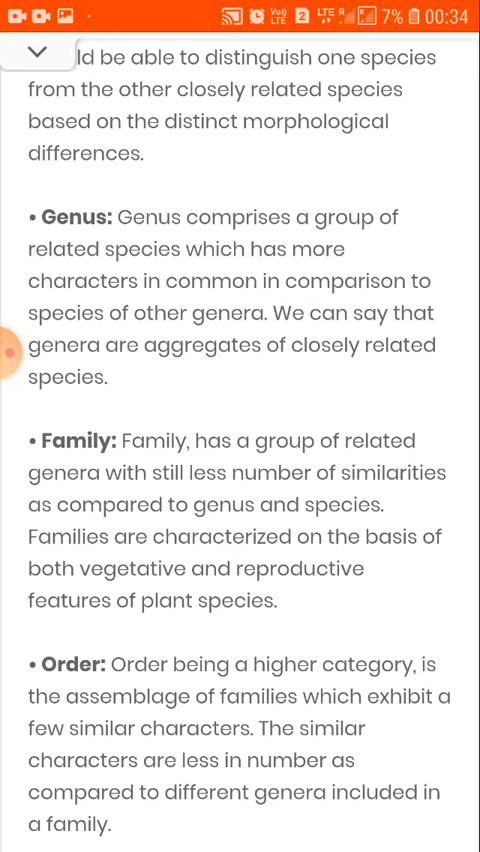 Vo)) LTE 2 LTE R 7% 00:34
ld be able to distinguish one species
from the other closely related species
based on the distinct morphological
differences.
• Genus: Genus comprises a group of
related species which has more
characters in common in comparison to
species of other genera. We can say that
genera are aggregates of closely related
species.
• Family: Family, has a group of related
genera with still less number of similarities
as compared to genus and species.
Families are characterized on the basis of
both vegetative and reproductive
features of plant species.
• Order: Order being a higher category, is
the assemblage of families which exhibit a
few similar characters. The similar
characters are less in number as
compared to different genera included in
a family.